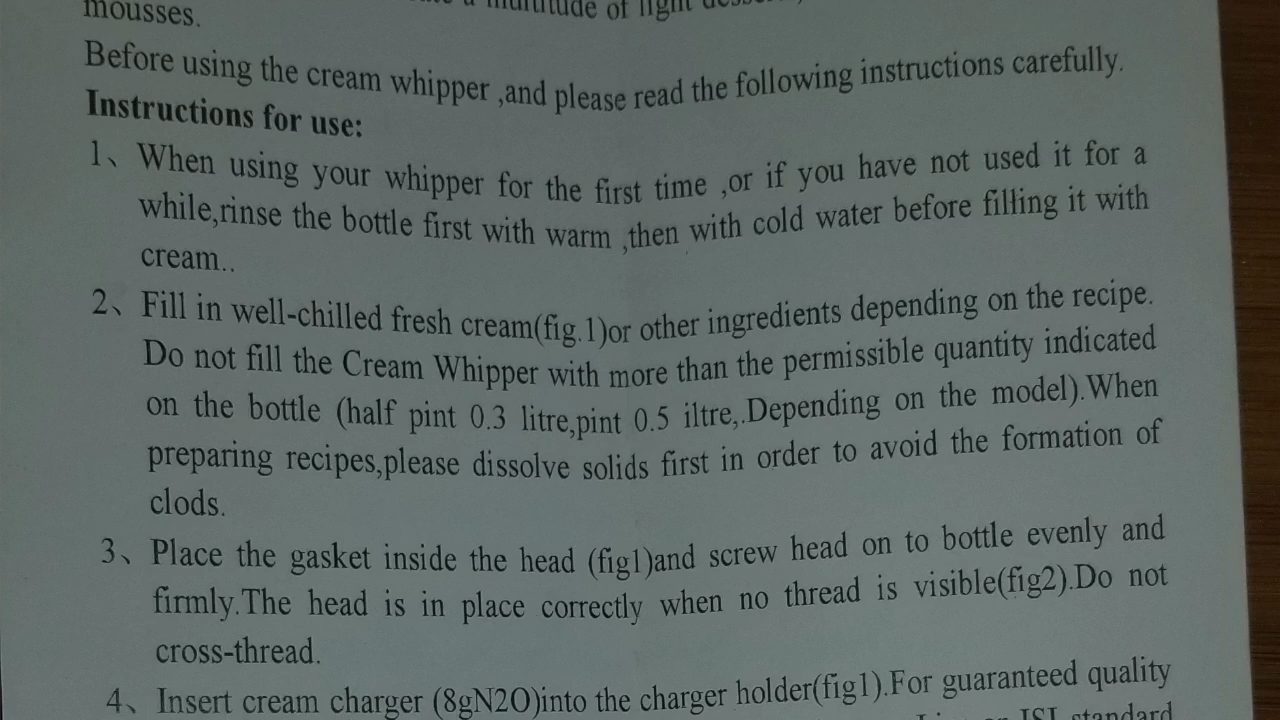 a multitude of light
mousses.
Before using the cream whipper ,and please read the following instructions carefully.
Instructions for use:
1、When using your whipper for the first time ,or if you have not used it for a
while,rinse the bottle first with warm ,then with cold water before filling it with
cream..
2、Fill in well-chilled fresh cream(fig.1)or other ingredients depending on the recipe.
Do not fill the Cream Whipper with more than the permissible quantity indicated
on the bottle (half pint 0.3 litre,pint 0.5 iltre,.Depending on the model).When
preparing recipes,please dissolve solids first in order to avoid the formation of
clods.
3、Place the gasket inside the head (fig1)and screw head on to bottle evenly and
firmly.The head is in place correctly when no thread is visible(fig2).Do not
cross-thread.
4、Insert cream charger (8gN2O)into the charger holder(fig1).For guaranteed quality
ISI standard